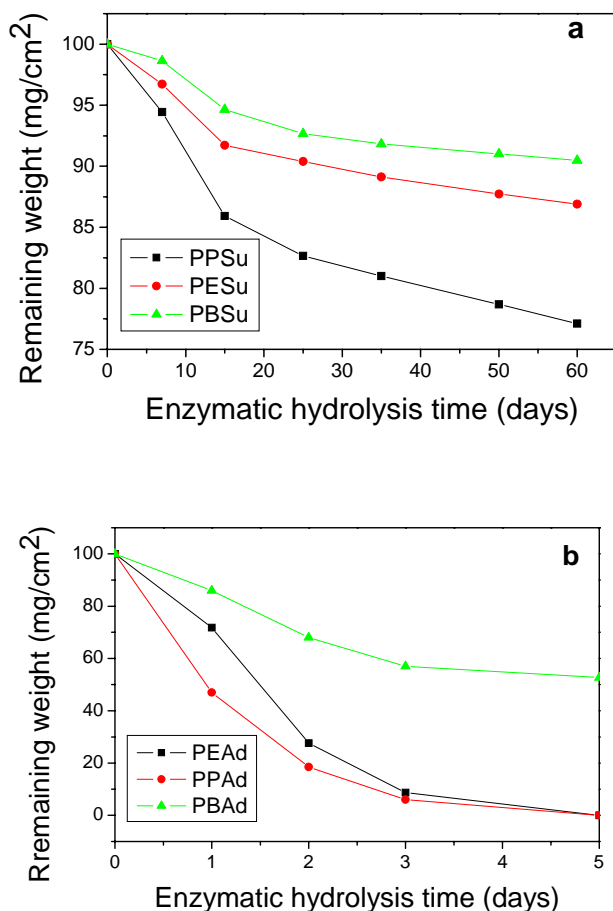 a
100
95
90
85
80
75
Remaining weight (mg/cm2)
PPSu
PESu
PBSu
0 10 20 30 40 50 60
Enzymatic hydrolysis time (days)
b
100
80
60
40
20
0
Rremaining weight (mg/cm2)
PEAd
PPAd
PBAd
0 1 2 3 4 5
Enzymatic hydrolysis time (days)